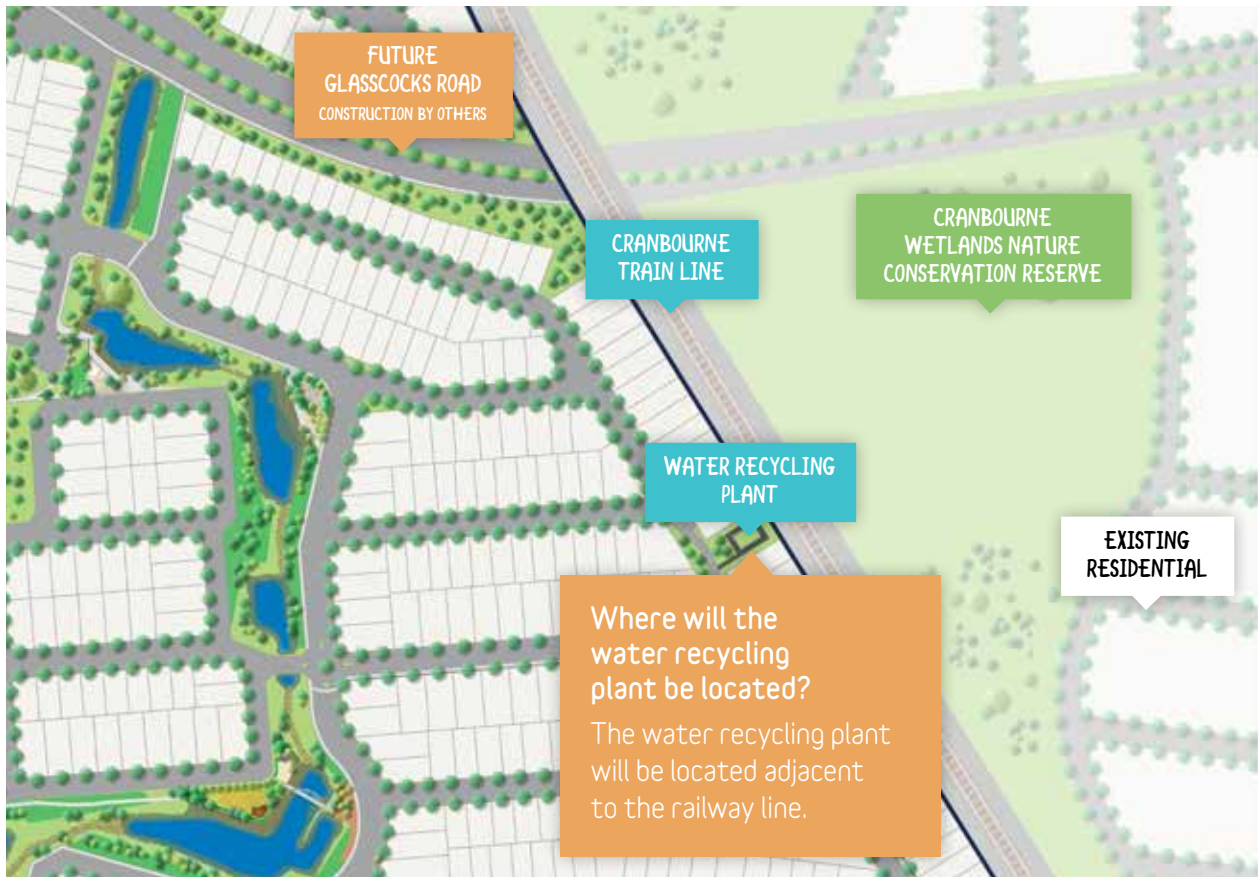 FUTURE
GLASSCOCKS ROAD
CONSTRUCTION BY OTHERS
CRANBOURNE
TRAIN LINE
CRANBOURNE
WETLANDS NATURE
CONSERVATION RESERVE
WATER RECYCLING
PLANT
EXISTING
RESIDENTIAL
Where will the
water recycling
plant be located?
The water recycling plant
will be located adjacent
to the railway line.